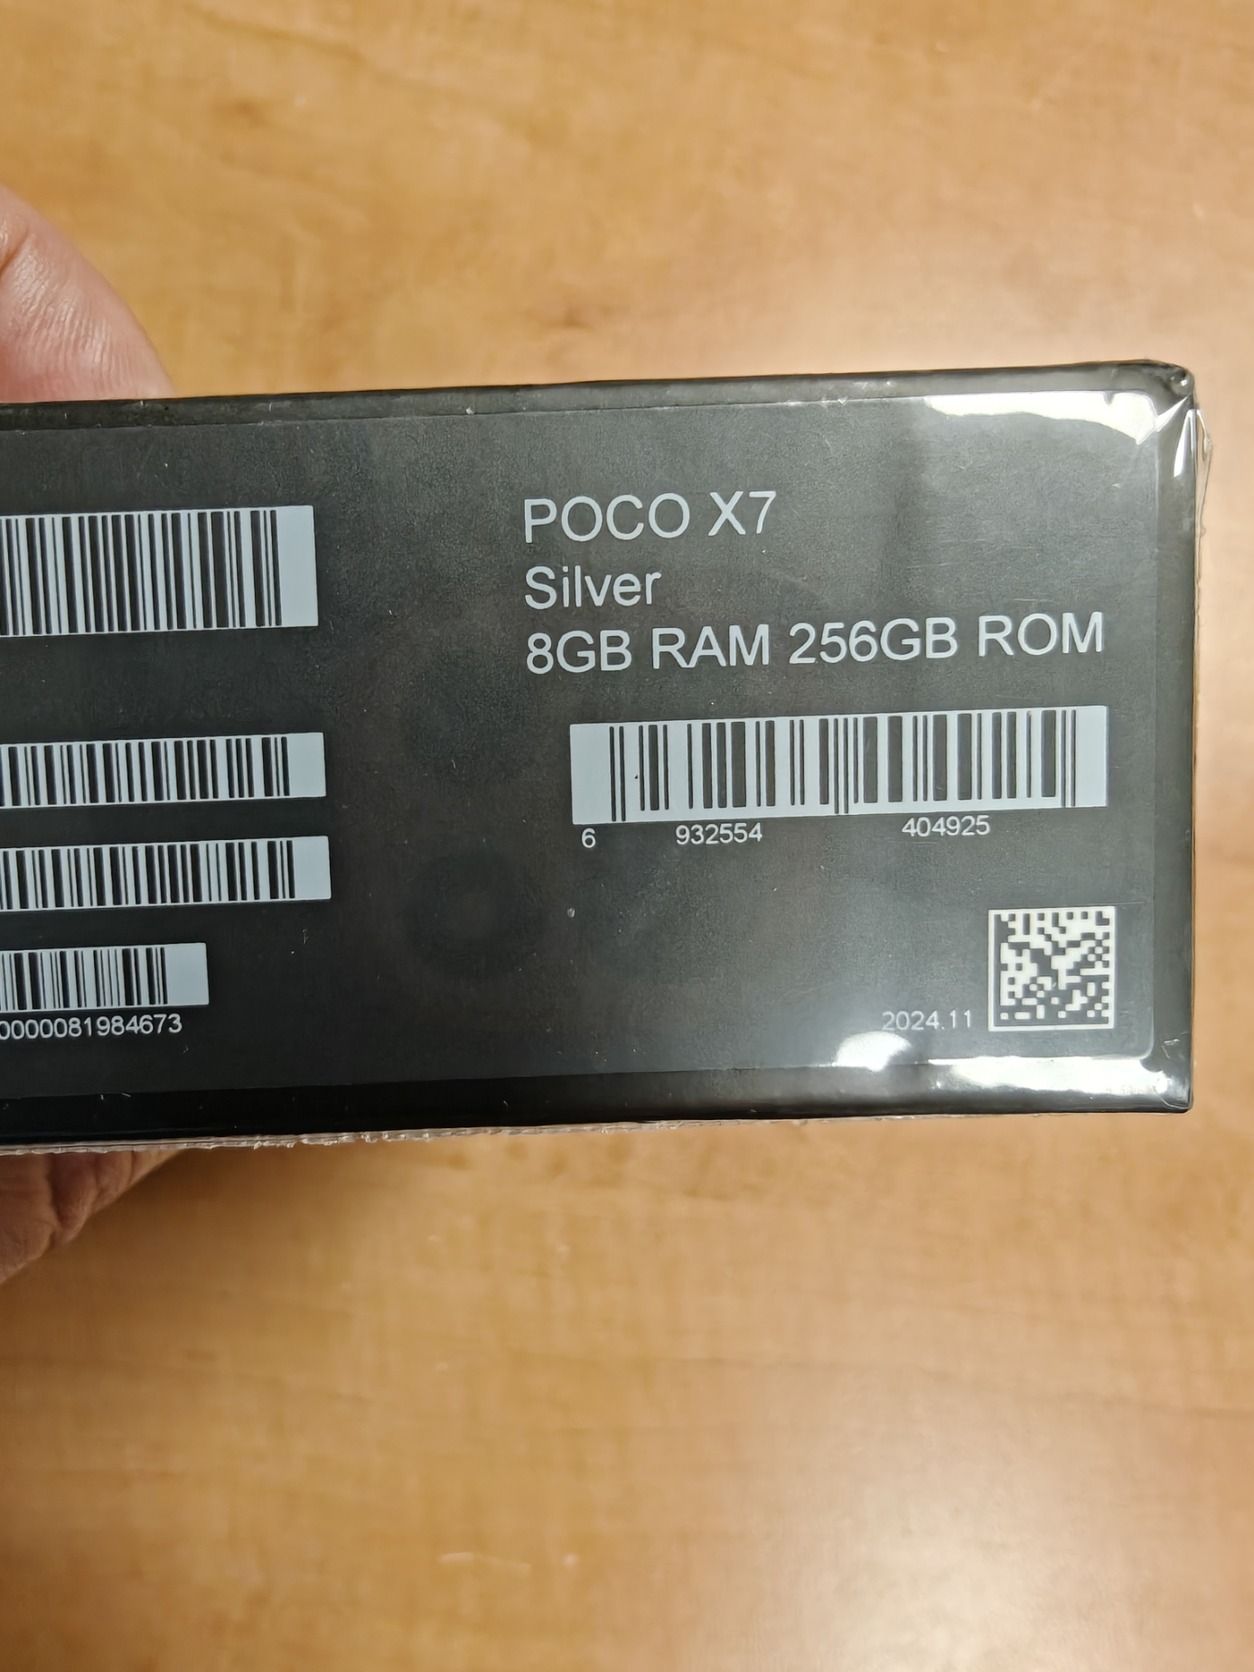 POCO X7
Silver
8GB RAM 256GB ROM
6 932554 404925
0000081984673
2024.11